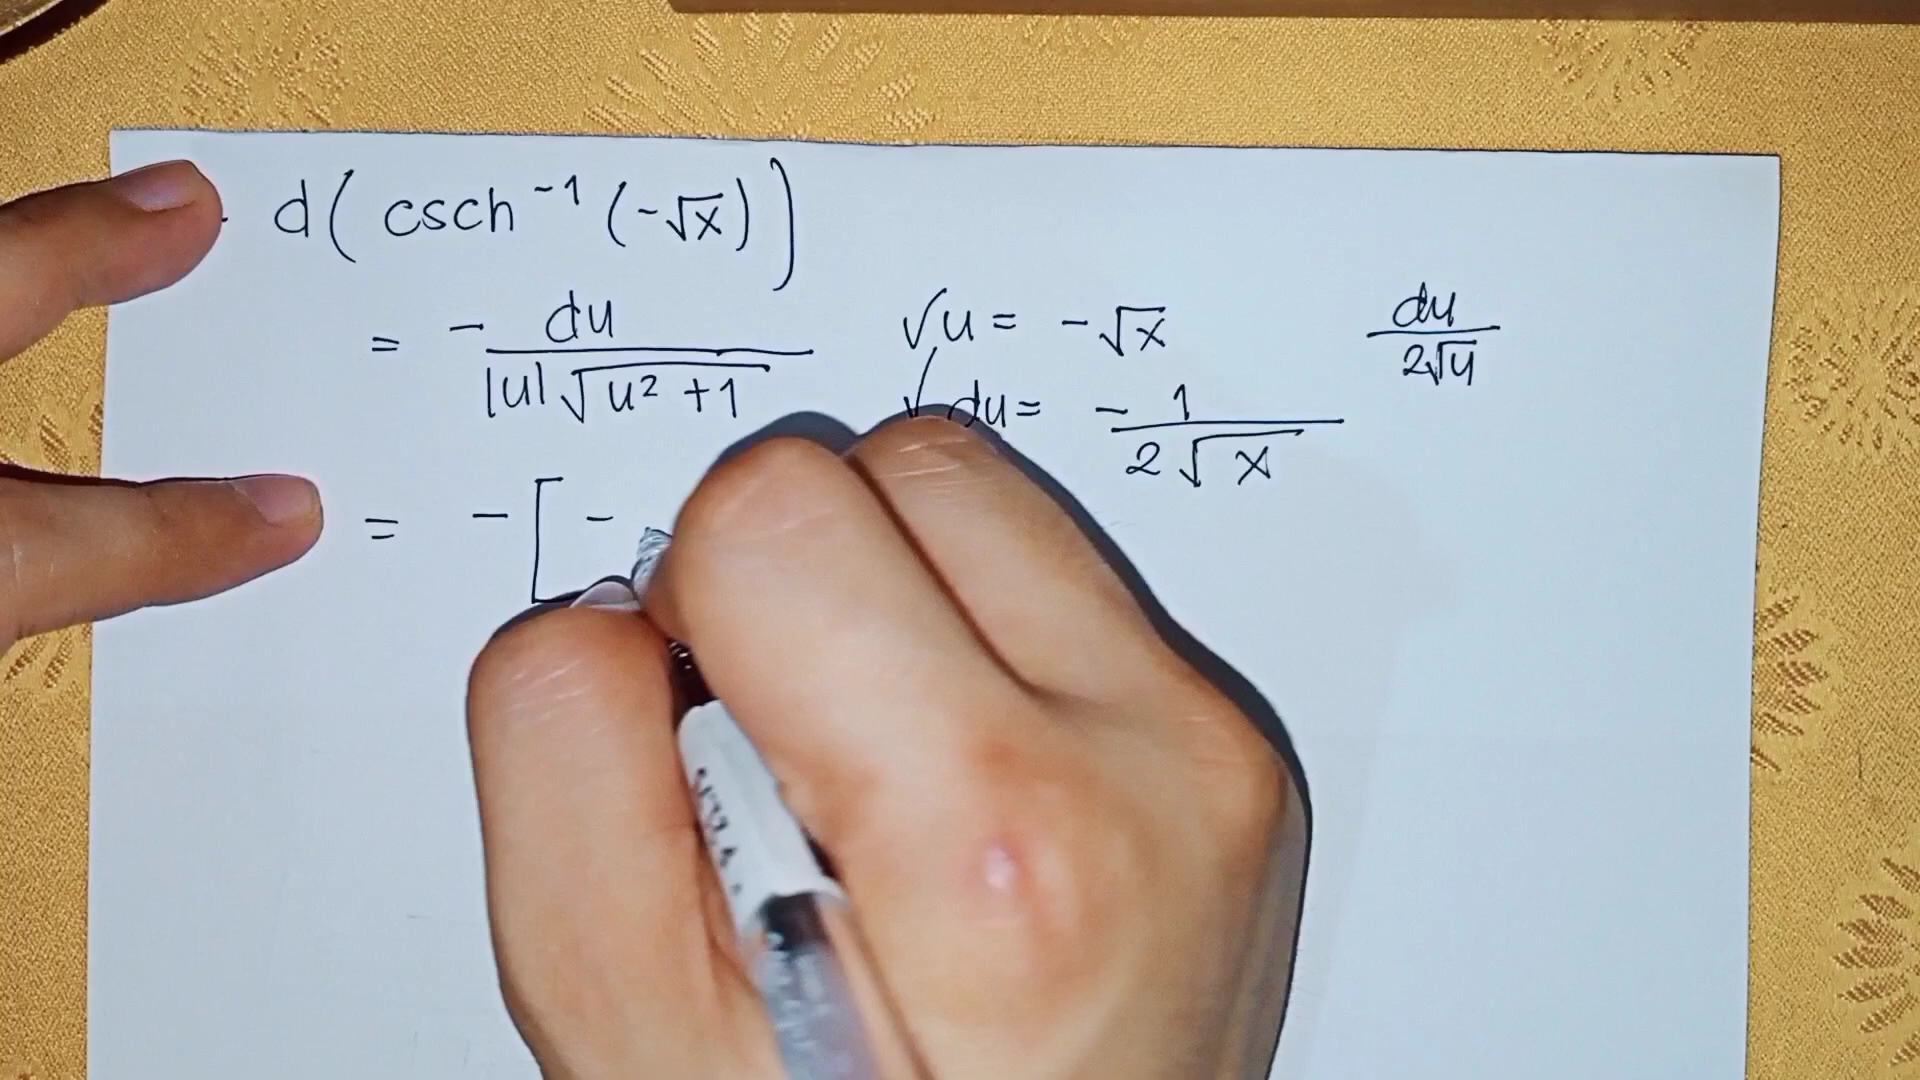 d(csch⁻¹(-√x))
= - du / |u|√u² + 1
√u = -√x
du / 2√u
√du = - 1 / 2√x
= - [ -